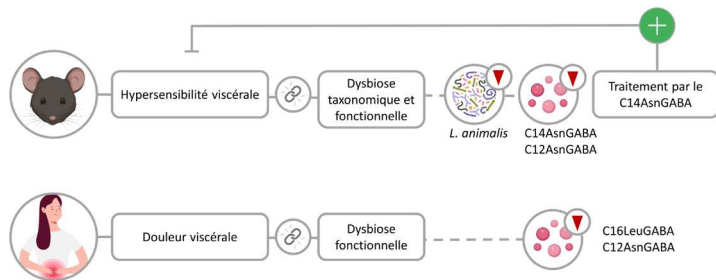 Hypersensibilité viscérale
Dysbiose
taxonomique et
fonctionnelle
L. animalis
C14AsnGABA
C12AsnGABA
Traitement par le
C14AsnGABA
Douleur viscérale
Dysbiose
fonctionnelle
C16LeuGABA
C12AsnGABA